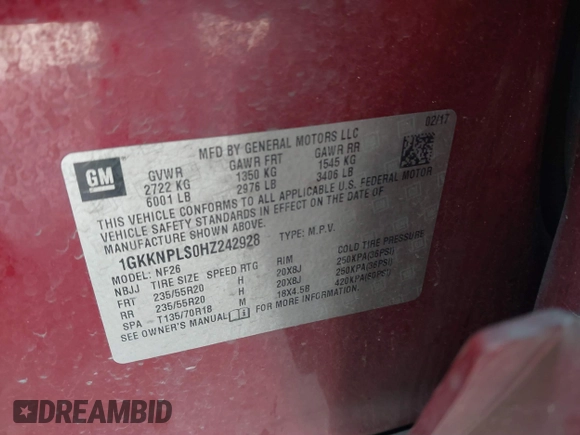 02/17
MFD BY GENERAL MOTORS LLC
GM
GVWR GAWR FRT GAWR RR
2722 KG 1350 KG 1545 KG
6001 LB 2976 LB 3406 LB
THIS VEHICLE CONFORMS TO ALL APPLICABLE U.S. FEDERAL MOTOR
VEHICLE SAFETY STANDARDS IN EFFECT ON THE DATE OF
MANUFACTURE SHOWN ABOVE.
1GKKNPLS0HZ242928 TYPE: M.P.V.
MODEL: NF26
NBJJ TIRE SIZE SPEED RTG RIM COLD TIRE PRESSURE
FRT 235/55R20 H 20X8J 250KPA(36PSI)
RR 235/55R20 H 20X8J 250KPA(36PSI)
SPA T135/70R18 M 18X4.5B 420KPA(60PSI)
SEE OWNER'S MANUAL FOR MORE INFORMATION.
DREAMBID